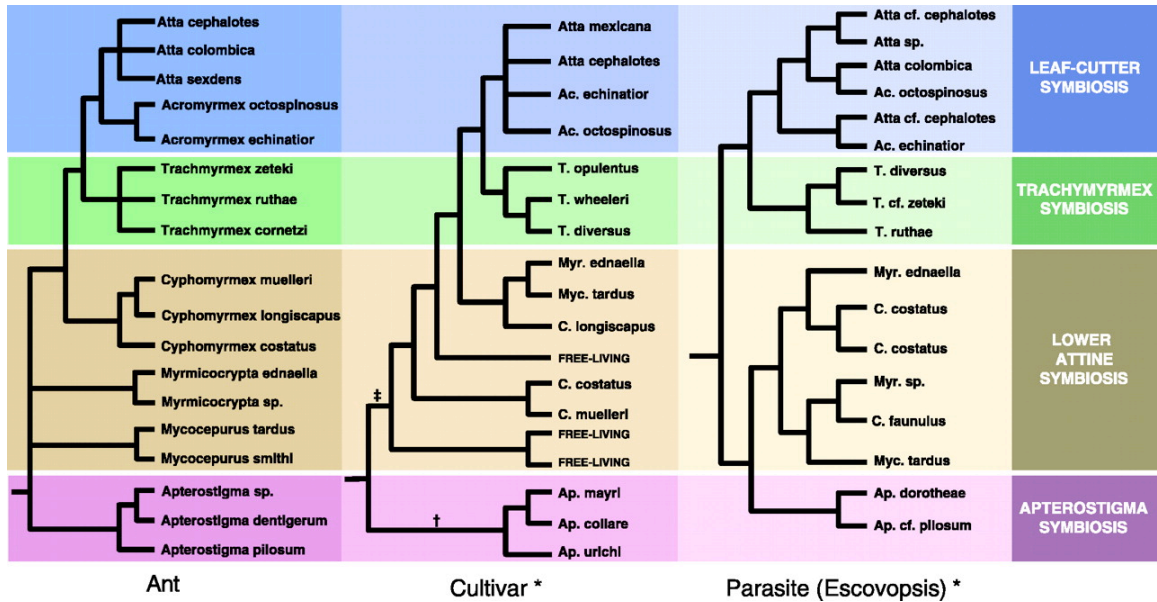 Atta cephalotes
Atta colombica
Atta sexdens
Acromyrmex octospinosus
Acromyrmex echinatior
Trachmyrmex zeteki
Trachmyrmex ruthae
Trachmyrmex cornetzi
Cyphomyrmex muelleri
Cyphomyrmex longiscapus
Cyphomyrmex costatus
Myrmicocrypta ednaella
Myrmicocrypta sp.
Mycocepurus tardus
Mycocepurus smithi
Apterostigma sp.
Apterostigma dentigerum
Apterostigma pilosum
Ant
Atta mexicana
Atta cephalotes
Ac. echinatior
Ac. octospinosus
T. opulentus
T. wheeleri
T. diversus
Myr. ednaella
Myc. tardus
C. longiscapus
FREE-LIVING
C. costatus
C. muelleri
FREE-LIVING
FREE-LIVING
‡
†
Ap. mayri
Ap. collare
Ap. urichi
Cultivar *
Atta cf. cephalotes
Atta sp.
Atta colombica
Ac. octospinosus
Atta cf. cephalotes
Ac. echinatior
T. diversus
T. cf. zeteki
T. ruthae
Myr. ednaella
C. costatus
C. costatus
Myr. sp.
C. faunulus
Myc. tardus
Ap. dorotheae
Ap. cf. pilosum
Parasite (Escovopsis) *
LEAF-CUTTER
SYMBIOSIS
TRACHYMYRMEX
SYMBIOSIS
LOWER
ATTINE
SYMBIOSIS
APTEROSTIGMA
SYMBIOSIS